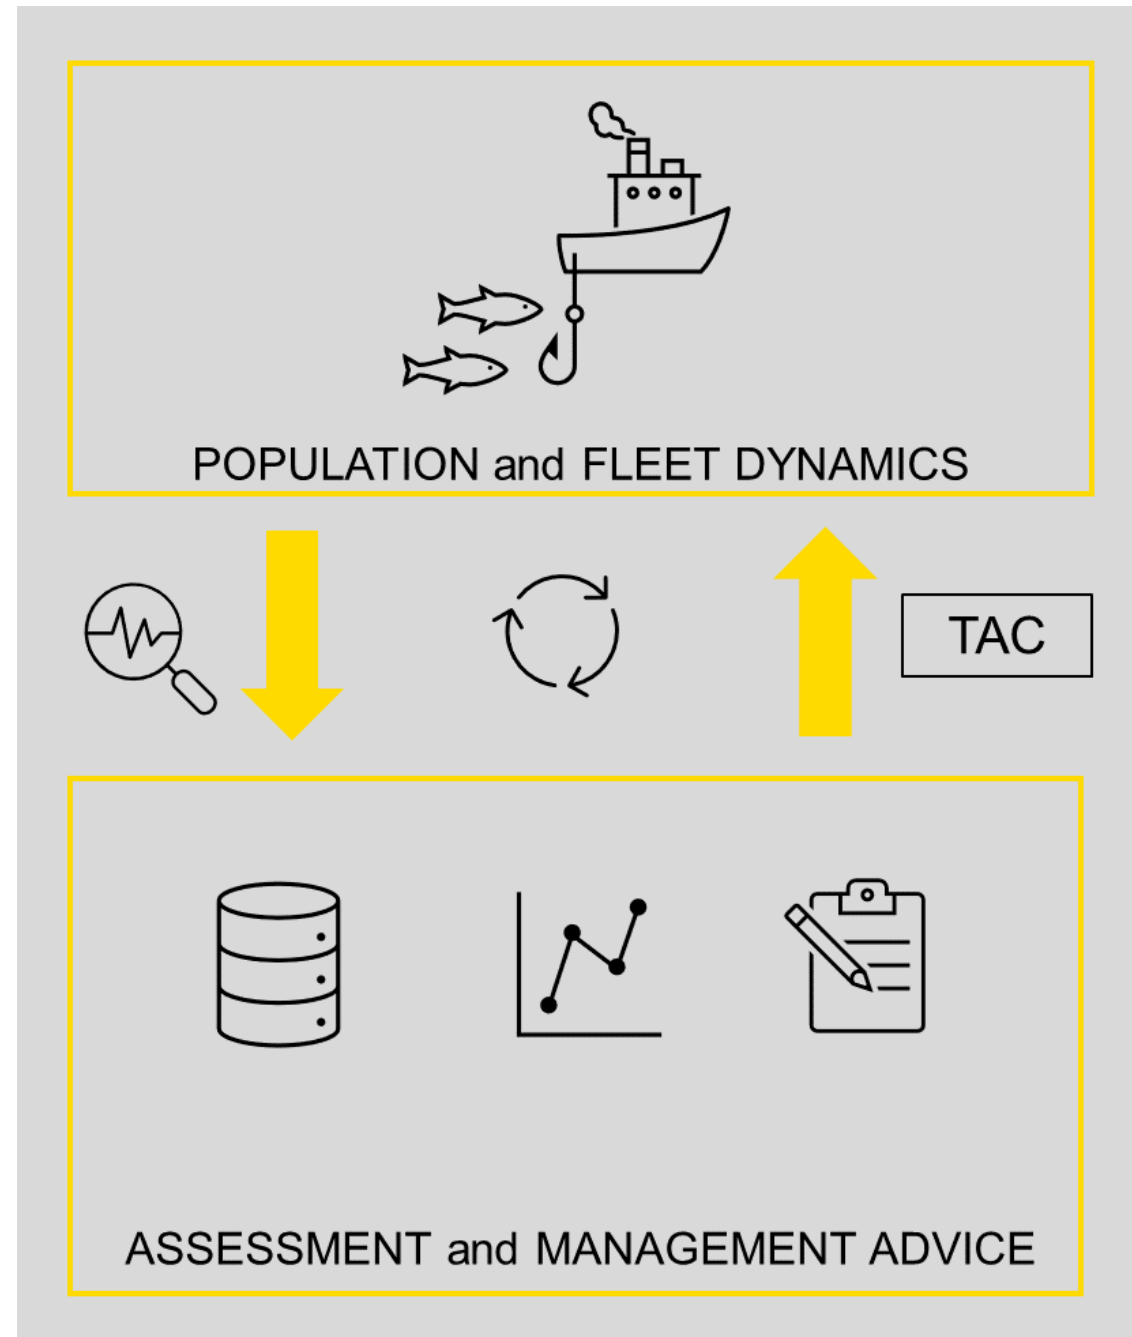 POPULATION and FLEET DYNAMICS
TAC
ASSESSMENT and MANAGEMENT ADVICE